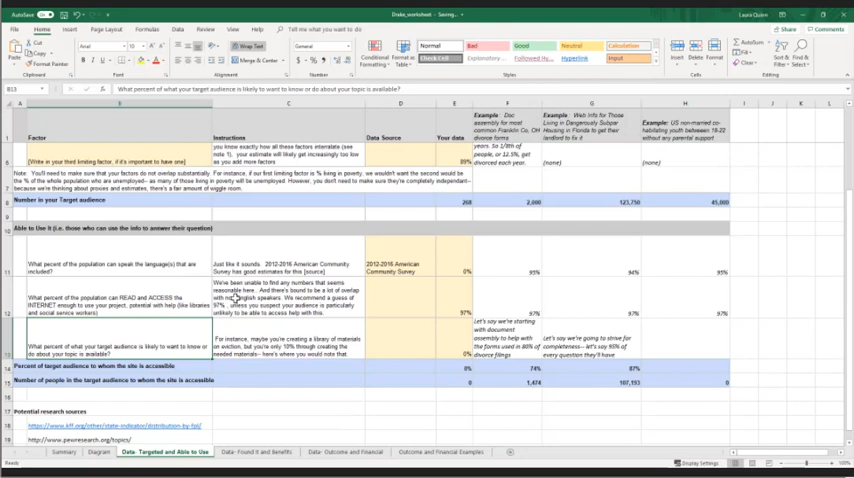 AutoSave On Drake_worksheet - Saving... Laura Quinn
File Home Insert Page Layout Formulas Data Review View Help Tell me what you want to do Share Comments
Paste Cut Copy Format Painter Arial 10 Wrap Text General Normal Bad Good Neutral Calculation AutoSum
B I U Merge & Center $ % Conditional Formatting Format as Table Check Cell Explanatory... Followed Hy... Hyperlink Input Insert Delete Format Fill Clear Sort & Filter Find & Select
Clipboard Font Alignment Number Styles Cells Editing
B13 What percent of what your target audience is likely to want to know or do about your topic is available?
A B C D E F G H I J K L
1 Factor Instructions Data Source Your data
Example : Doc assembly for most common Franklin Co, OH divorce forms
Example : Web Info for Those Living in Dangerously Subpar Housing in Florida to get their landlord to fix it
Example: US non-married co-habitating youth between 18-22 without any parental support
6 [Write in your third limiting factor, if it's important to have one]
you know exactly how all these factors interrelate (see
note 1), your estimate will likely get increasingly too low
as you add more factors
89%
years. So 1/8th of
people, or 12.5%, get
divorced each year.
(none)
(none)
7 Note: You'll need to make sure that your factors do not overlap substantially. For instance, if our first limiting factor is % living in poverty, we wouldn't want the second would be
the % of the whole population who are unemployed-- as many of those living in poverty will be unemployed. However, you don't need to make sure they're completely independent--
because we're thinking about proxies and estimates, there's a fair amount of wiggle room.
8 Number in your Target audience 268 2,000 123,750 45,000
9
10 Able to Use It (i.e. those who can use the info to answer their question)
11 What percent of the population can speak the language(s) that are
included?
Just like it sounds. 2012-2016 American Community
Survey has good estimates for this [source]
2012-2016 American
Community Survey
0% 95% 94% 95%
12 What percent of the population can READ and ACCESS the
INTERNET enough to use your project, potential with help (like libraries
and social service workers)
We've been unable to find any numbers that seems
reasonable here. And there's bound to be a lot of overlap
with non English speakers. We recommend a guess of
97% , unless you suspect your audience is particularly
unlikely to be able to access help with this.
97% 97% 97% 97%
13 What percent of what your target audience is likely to want to know or
do about your topic is available?
For instance, maybe you're creating a library of materials
on eviction, but you're only 10% through creating the
needed materials-- here's where you note that.
0%
Let's say we're starting
with document
assembly to help with
the forms used in 80% of
divorce filings
Let's say we're going to strive for
completeness-- let's say 95% of
every question they'll have
14 Percent of target audience to whom the site is accessible 0% 74% 87%
15 Number of people in the target audience to whom the site is accessible 0 1,474 107,193 0
16
17 Potential research sources
18 https://www.kff.org/other/state-indicator/distribution-by-fpl/
19 http://www.pewresearch.org/topics/
Summary Diagram Data- Targeted and Able to Use Data- Found It and Benefits Data- Outcome and Financial Outcome and Financial Examples
Ready Display Settings 100%